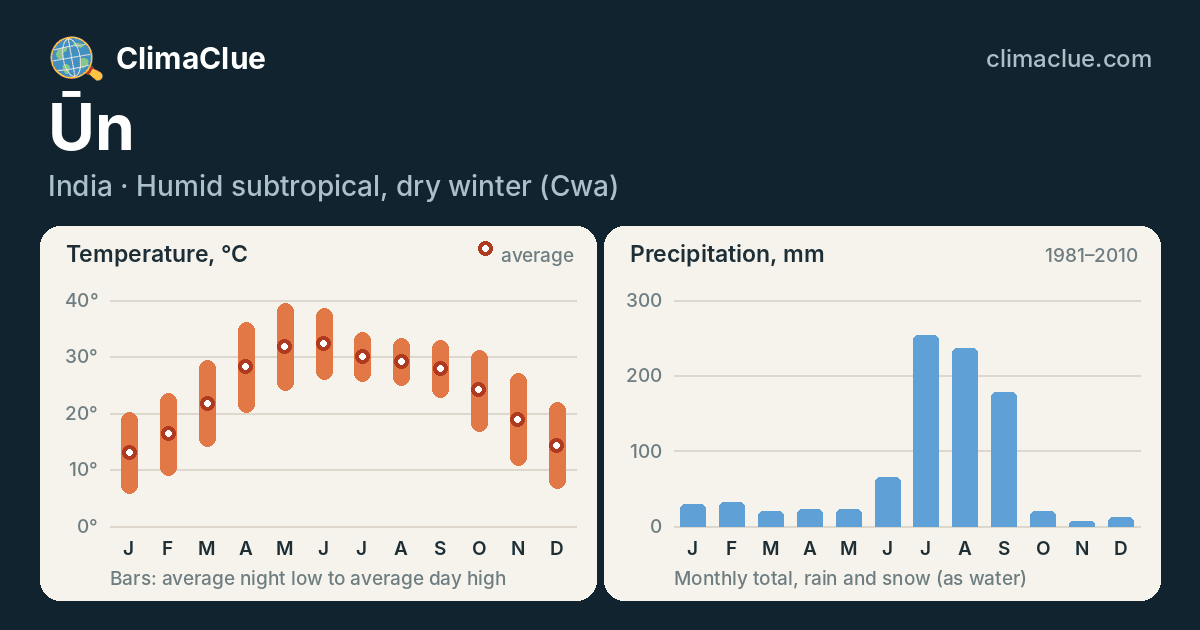 ClimaClue
climaclue.com
Ūn
India · Humid subtropical, dry winter (Cwa)
Temperature, °C
average
40°
30°
20°
10°
0°
J F M A M J J A S O N D
Bars: average night low to average day high
Precipitation, mm
1981–2010
300
200
100
0
J F M A M J J A S O N D
Monthly total, rain and snow (as water)